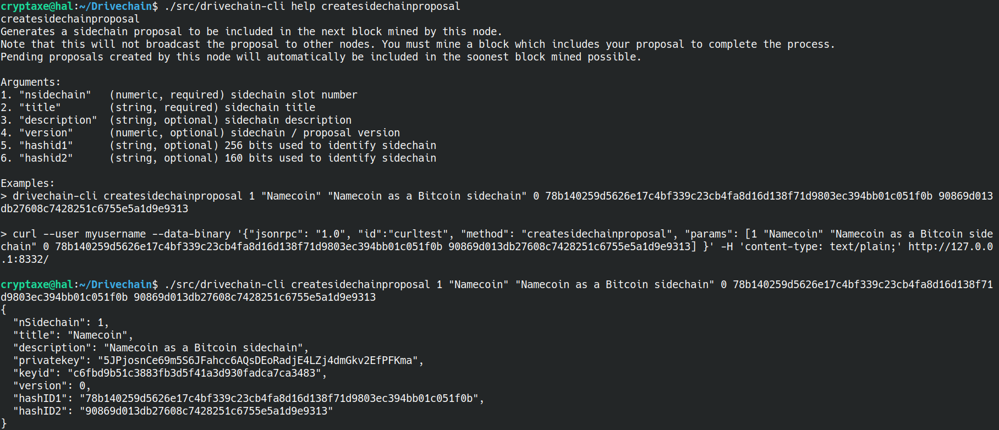 cryptaxe@hal:~/Drivechain$ ./src/drivechain-cli help createsidechainproposal
createsidechainproposal
Generates a sidechain proposal to be included in the next block mined by this node.
Note that this will not broadcast the proposal to other nodes. You must mine a block which includes your proposal to complete the process.
Pending proposals created by this node will automatically be included in the soonest block mined possible.

Arguments:
1. "nsidechain"   (numeric, required) sidechain slot number
2. "title"        (string, required) sidechain title
3. "description"  (string, optional) sidechain description
4. "version"      (numeric, optional) sidechain / proposal version
5. "hashid1"      (string, optional) 256 bits used to identify sidechain
6. "hashid2"      (string, optional) 160 bits used to identify sidechain

Examples:
> drivechain-cli createsidechainproposal 1 "Namecoin" "Namecoin as a Bitcoin sidechain" 0 78b140259d5626e17c4bf339c23cb4fa8d16d138f71d9803ec394bb01c051f0b 90869d013
db27608c7428251c6755e5a1d9e9313

> curl --user myusername --data-binary '{"jsonrpc": "1.0", "id":"curltest", "method": "createsidechainproposal", "params": [1 "Namecoin" "Namecoin as a Bitcoin side
chain" 0 78b140259d5626e17c4bf339c23cb4fa8d16d138f71d9803ec394bb01c051f0b 90869d013db27608c7428251c6755e5a1d9e9313] }' -H 'content-type: text/plain;' http://127.0.0
.1:8332/

cryptaxe@hal:~/Drivechain$ ./src/drivechain-cli createsidechainproposal 1 "Namecoin" "Namecoin as a Bitcoin sidechain" 0 78b140259d5626e17c4bf339c23cb4fa8d16d138f71
d9803ec394bb01c051f0b 90869d013db27608c7428251c6755e5a1d9e9313
{
  "nSidechain": 1,
  "title": "Namecoin",
  "description": "Namecoin as a Bitcoin sidechain",
  "privatekey": "5JPjosnCe69m5S6JFahcc6AQsDEoRadjE4LZj4dmGkv2EfPFKma",
  "keyid": "c6fbd9b51c3883fb3d5f41a3d930fadca7ca3483",
  "version": 0,
  "hashID1": "78b140259d5626e17c4bf339c23cb4fa8d16d138f71d9803ec394bb01c051f0b",
  "hashID2": "90869d013db27608c7428251c6755e5a1d9e9313"
}